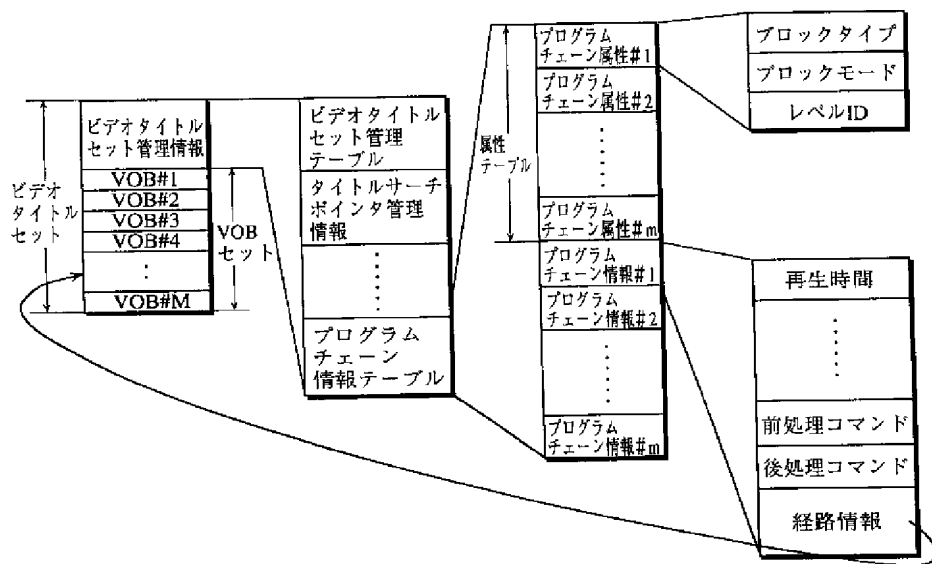 ビデオ
タイトル
セット
ビデオタイトル
セット管理情報
VOB#1
VOB#2
VOB#3
VOB#4
VOB#M
VOB
セット
ビデオタイトル
セット管理
テーブル
タイトルサーチ
ポインタ管理
情報
プログラム
チェーン
情報テーブル
属性
テーブル
プログラム
チェーン属性#1
プログラム
チェーン属性#2
プログラム
チェーン属性#m
プログラム
チェーン情報#1
プログラム
チェーン情報#2
プログラム
チェーン情報#m
ブロックタイプ
ブロックモード
レベルID
再生時間
前処理コマンド
後処理コマンド
経路情報